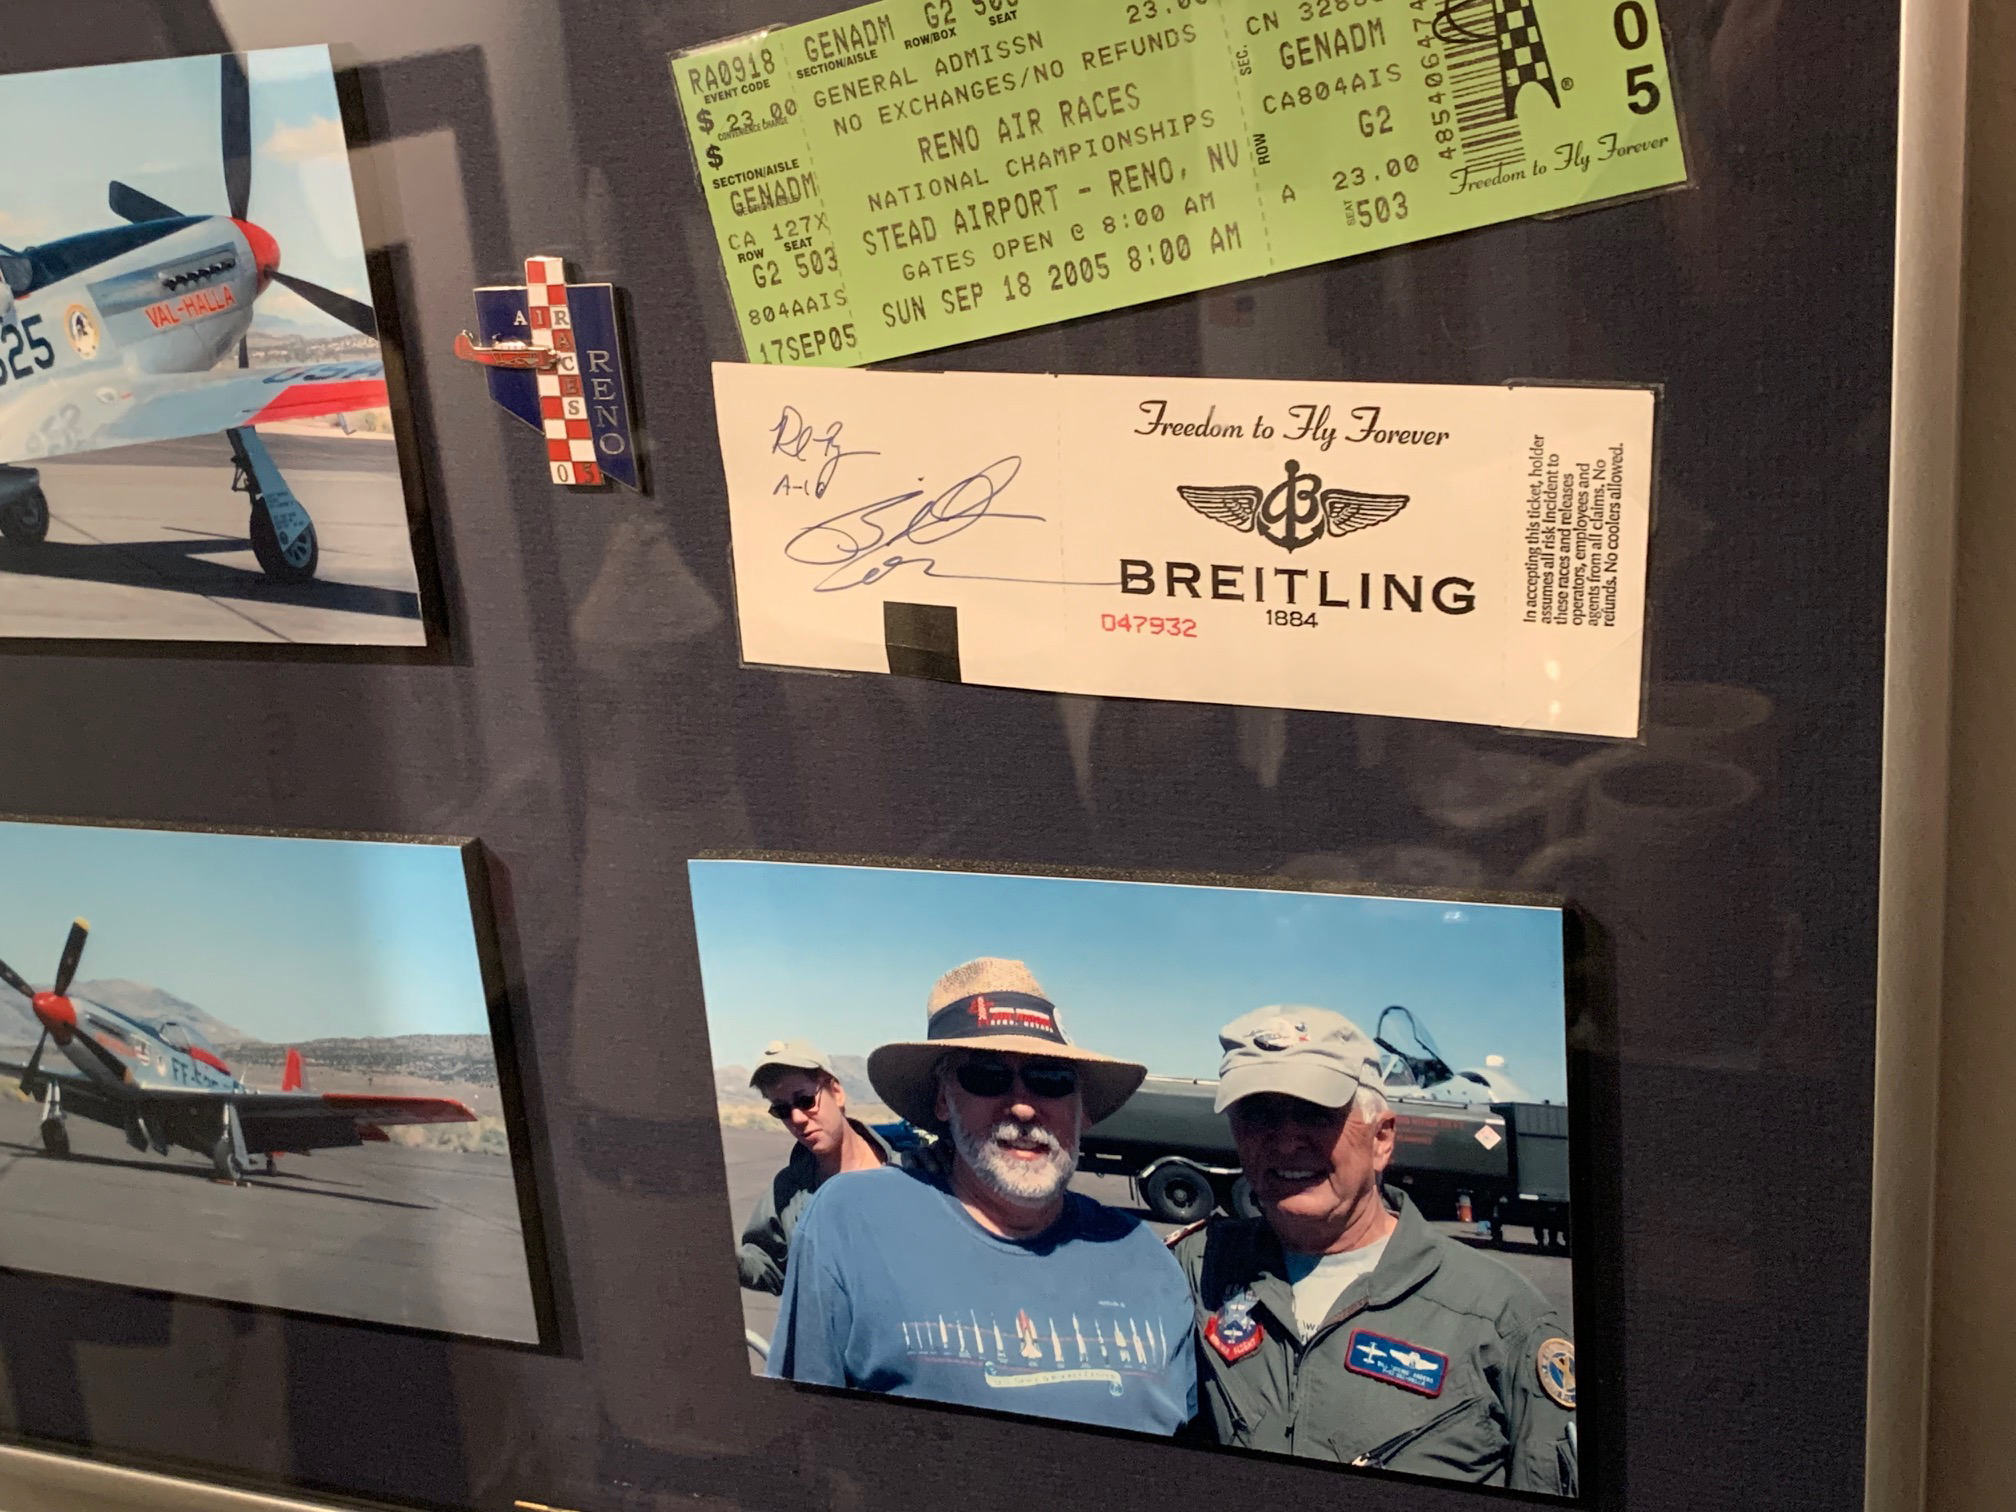 RA0918
EVENT CODE
GENADM
SECTION/AISLE
G2
ROW/BOX
SEAT
$ 23.00
CONVENIENCE CHARGE
$
SECTION/AISLE
GENADM
CA 127X
ROW SEAT
G2 503
804AAIS
17SEP05
GENERAL ADMISSN
NO EXCHANGES/NO REFUNDS
RENO AIR RACES
NATIONAL CHAMPIONSHIPS
STEAD AIRPORT - RENO, NV
GATES OPEN @ 8:00 AM
SUN SEP 18 2005 8:00 AM
SEC.
GENADM
CA804AIS
ROW
G2
A 23.00
SEAT 503
Freedom to Fly Forever
05
VAL-HALLA
USA
AIR
RACES
RENO
05
A-10
Freedom to Fly Forever
BREITLING
1884
047932
In accepting this ticket, holder
assumes all risk incident to
these races and releases
operators, employees and
agents from all claims. No
refunds. No coolers allowed.